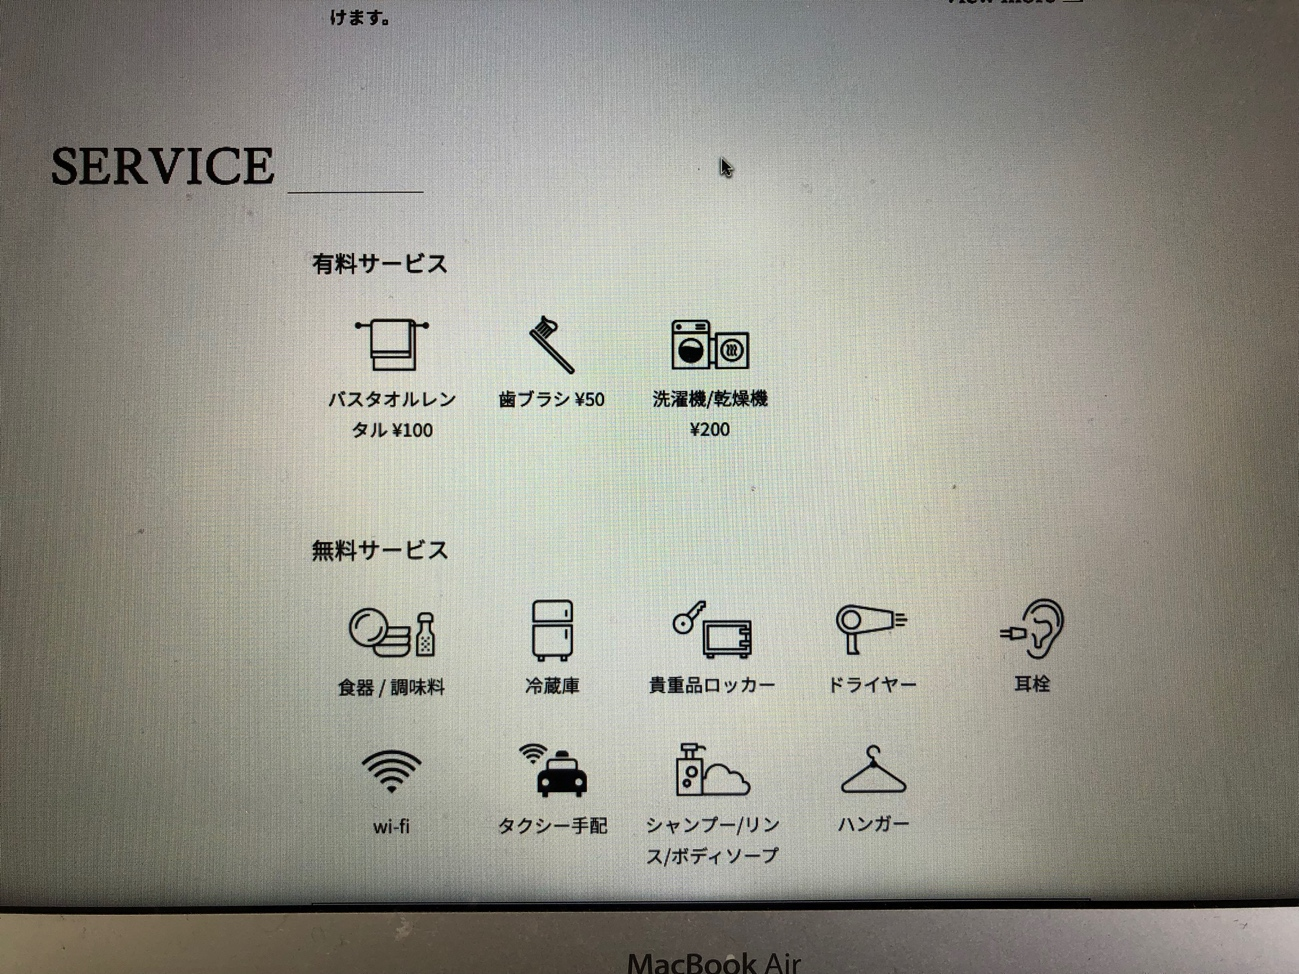 けます。
SERVICE
有料サービス
バスタオルレン
タル ¥100
歯ブラシ ¥50
洗濯機/乾燥機
¥200
無料サービス
食器 / 調味料
冷蔵庫
貴重品ロッカー
ドライヤー
耳栓
wi-fi
タクシー手配
シャンプー/リン
ス/ボディソープ
ハンガー
MacBook Air